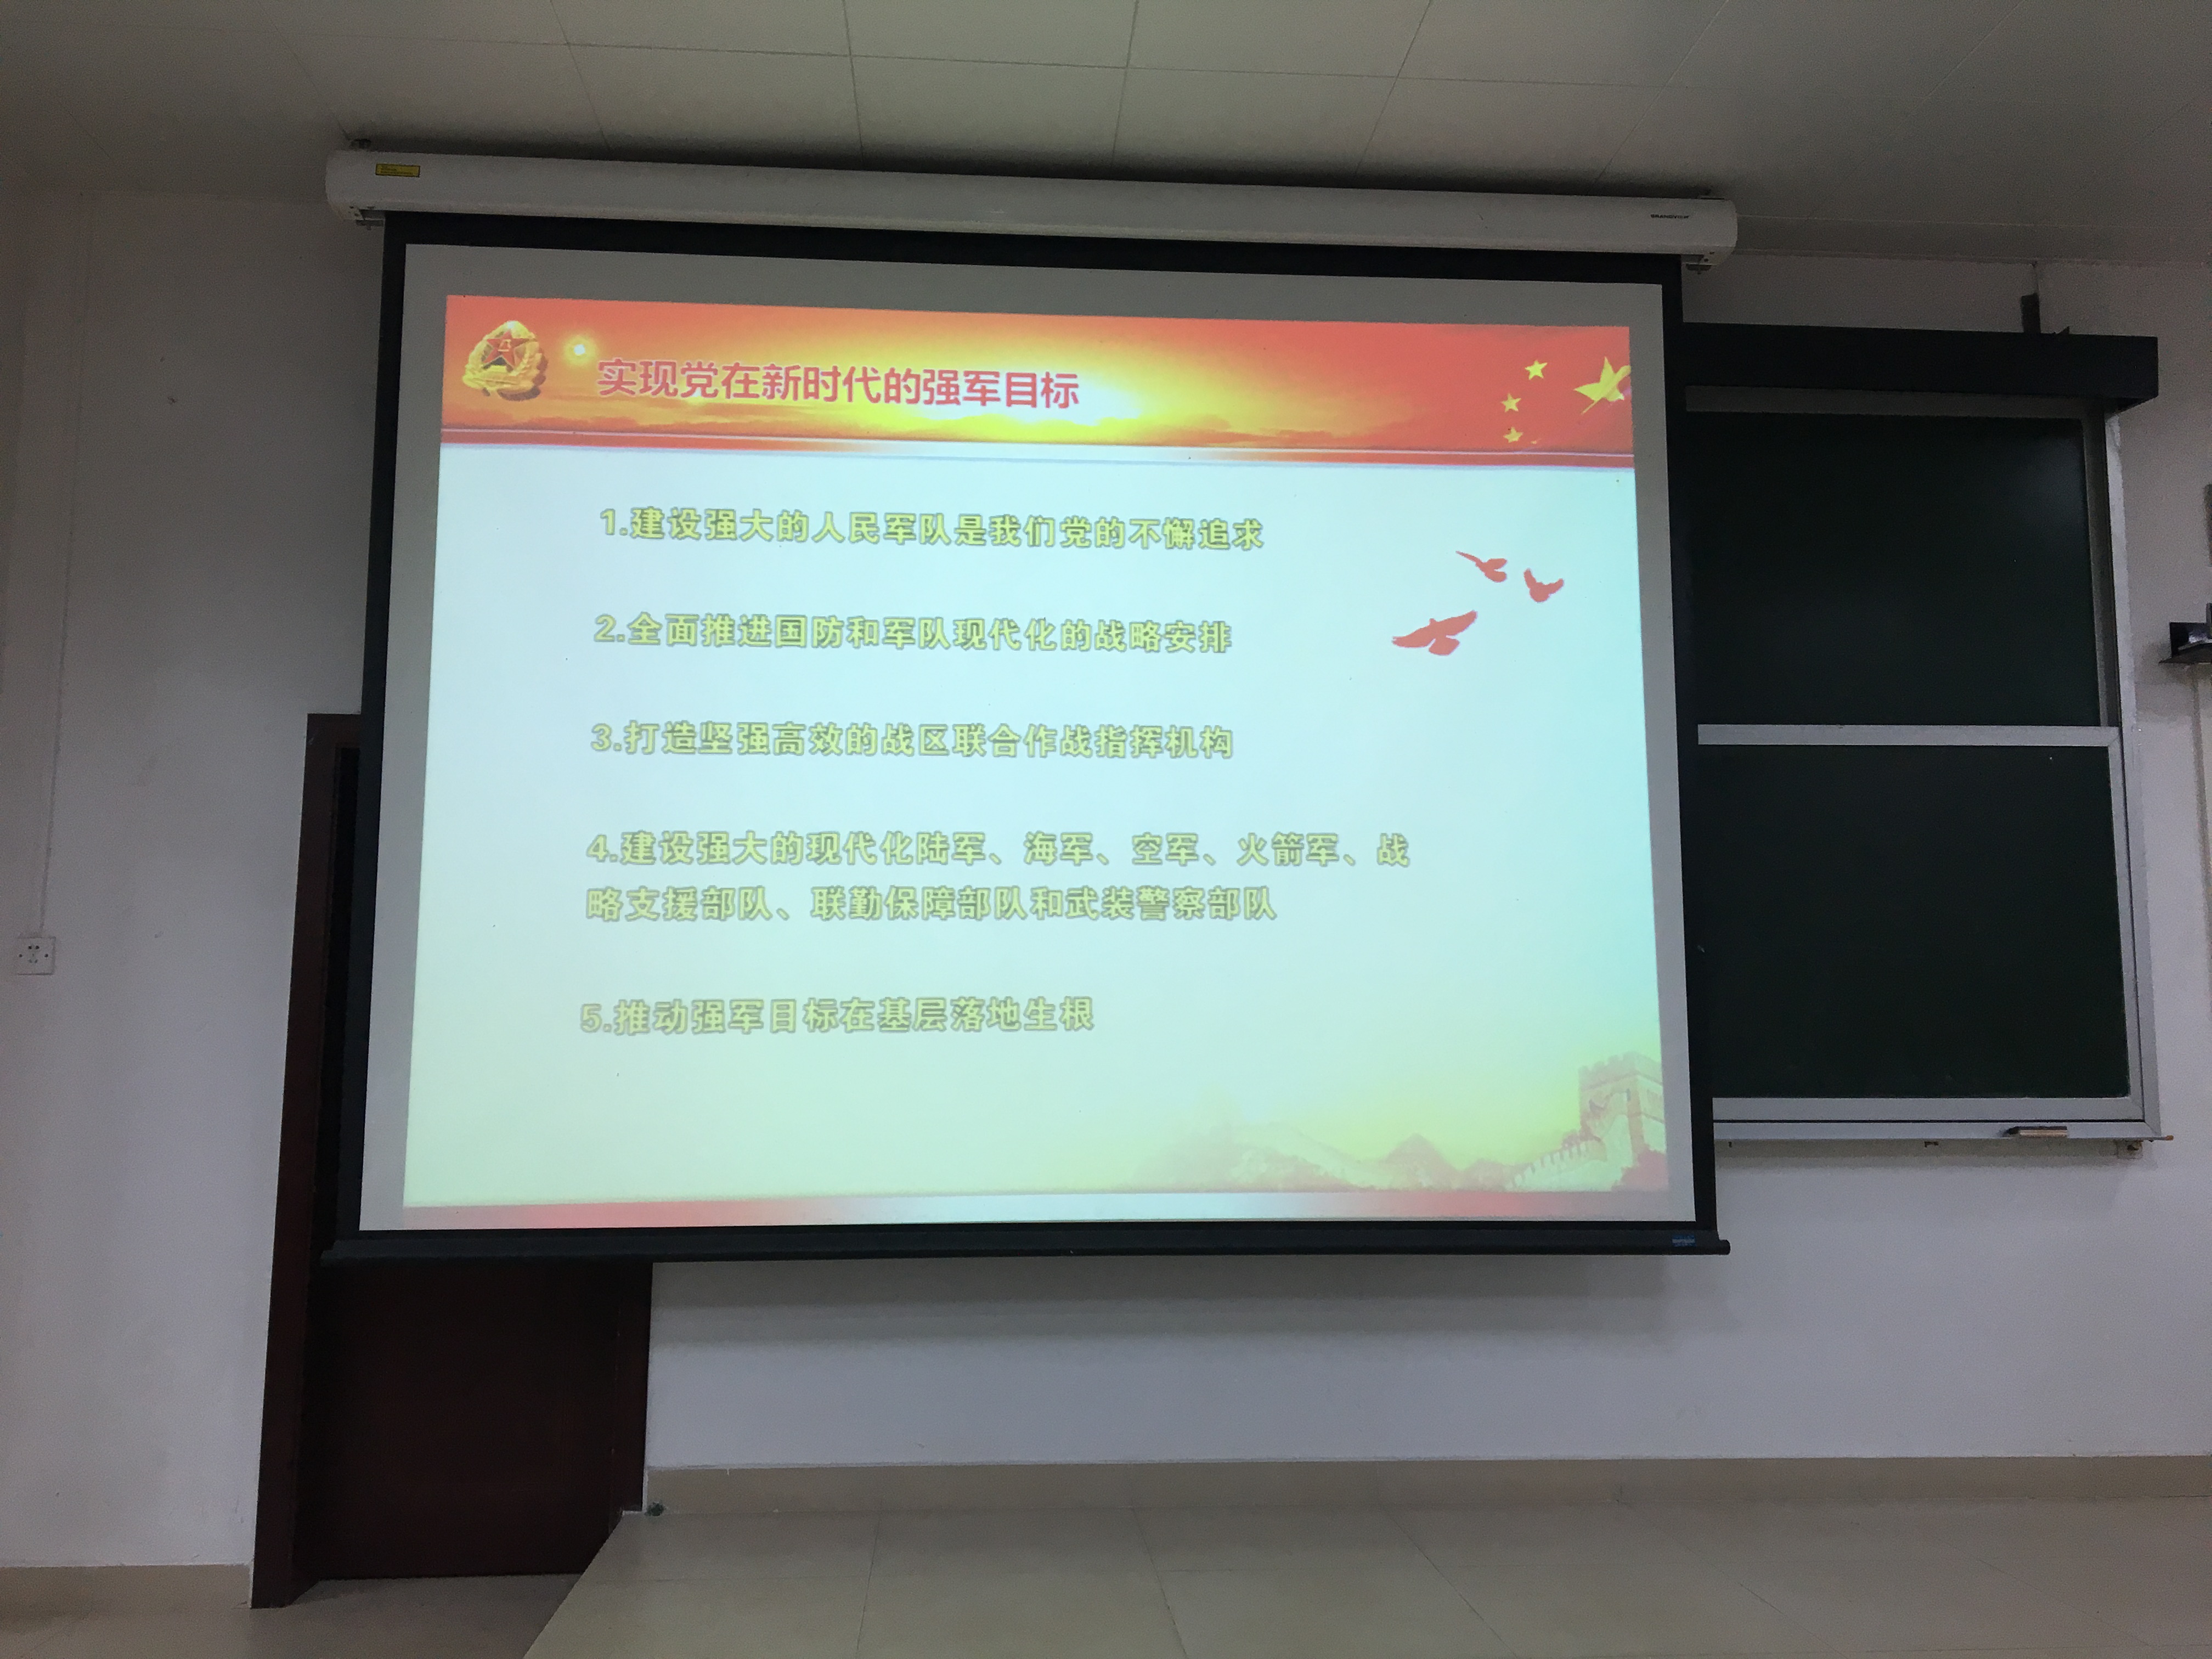 实现党在新时代的强军目标
1.建设强大的人民军队是我们党的不懈追求
2.全面推进国防和军队现代化的战略安排
3.打造坚强高效的战区联合作战指挥机构
4.建设强大的现代化陆军、海军、空军、火箭军、战
略支援部队、联勤保障部队和武装警察部队
5.推动强军目标在基层落地生根